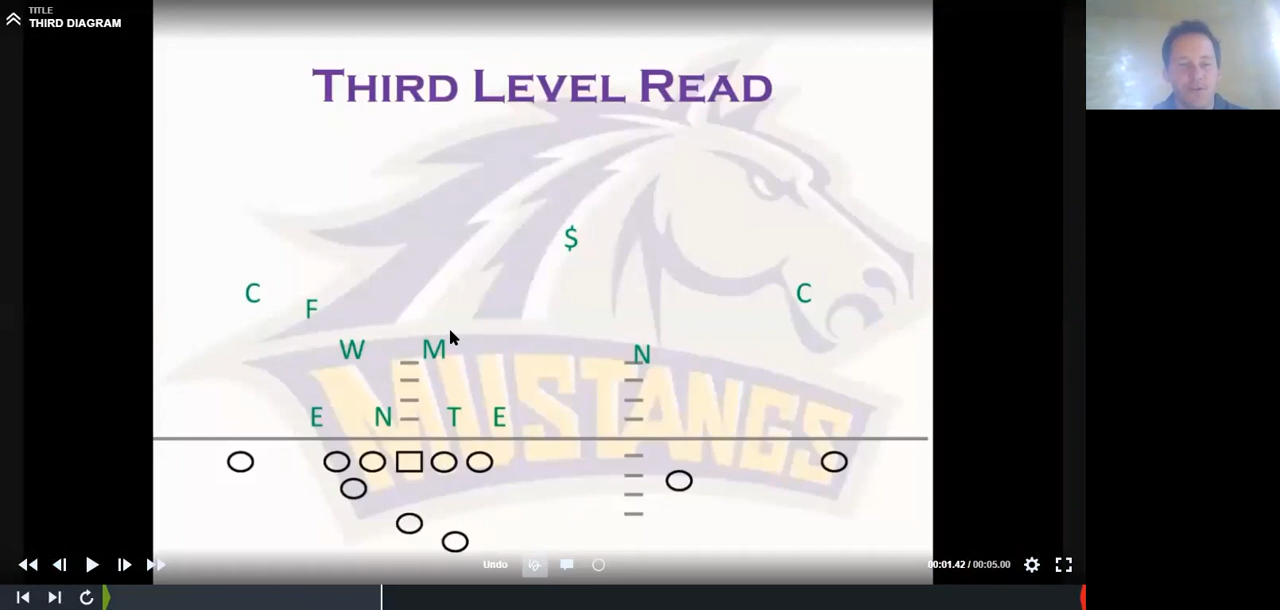 TITLE
THIRD DIAGRAM
THIRD LEVEL READ
$
C C
F
W M N
E N T E
MUSTANGS
Undo
00:01.42 / 00:05.00